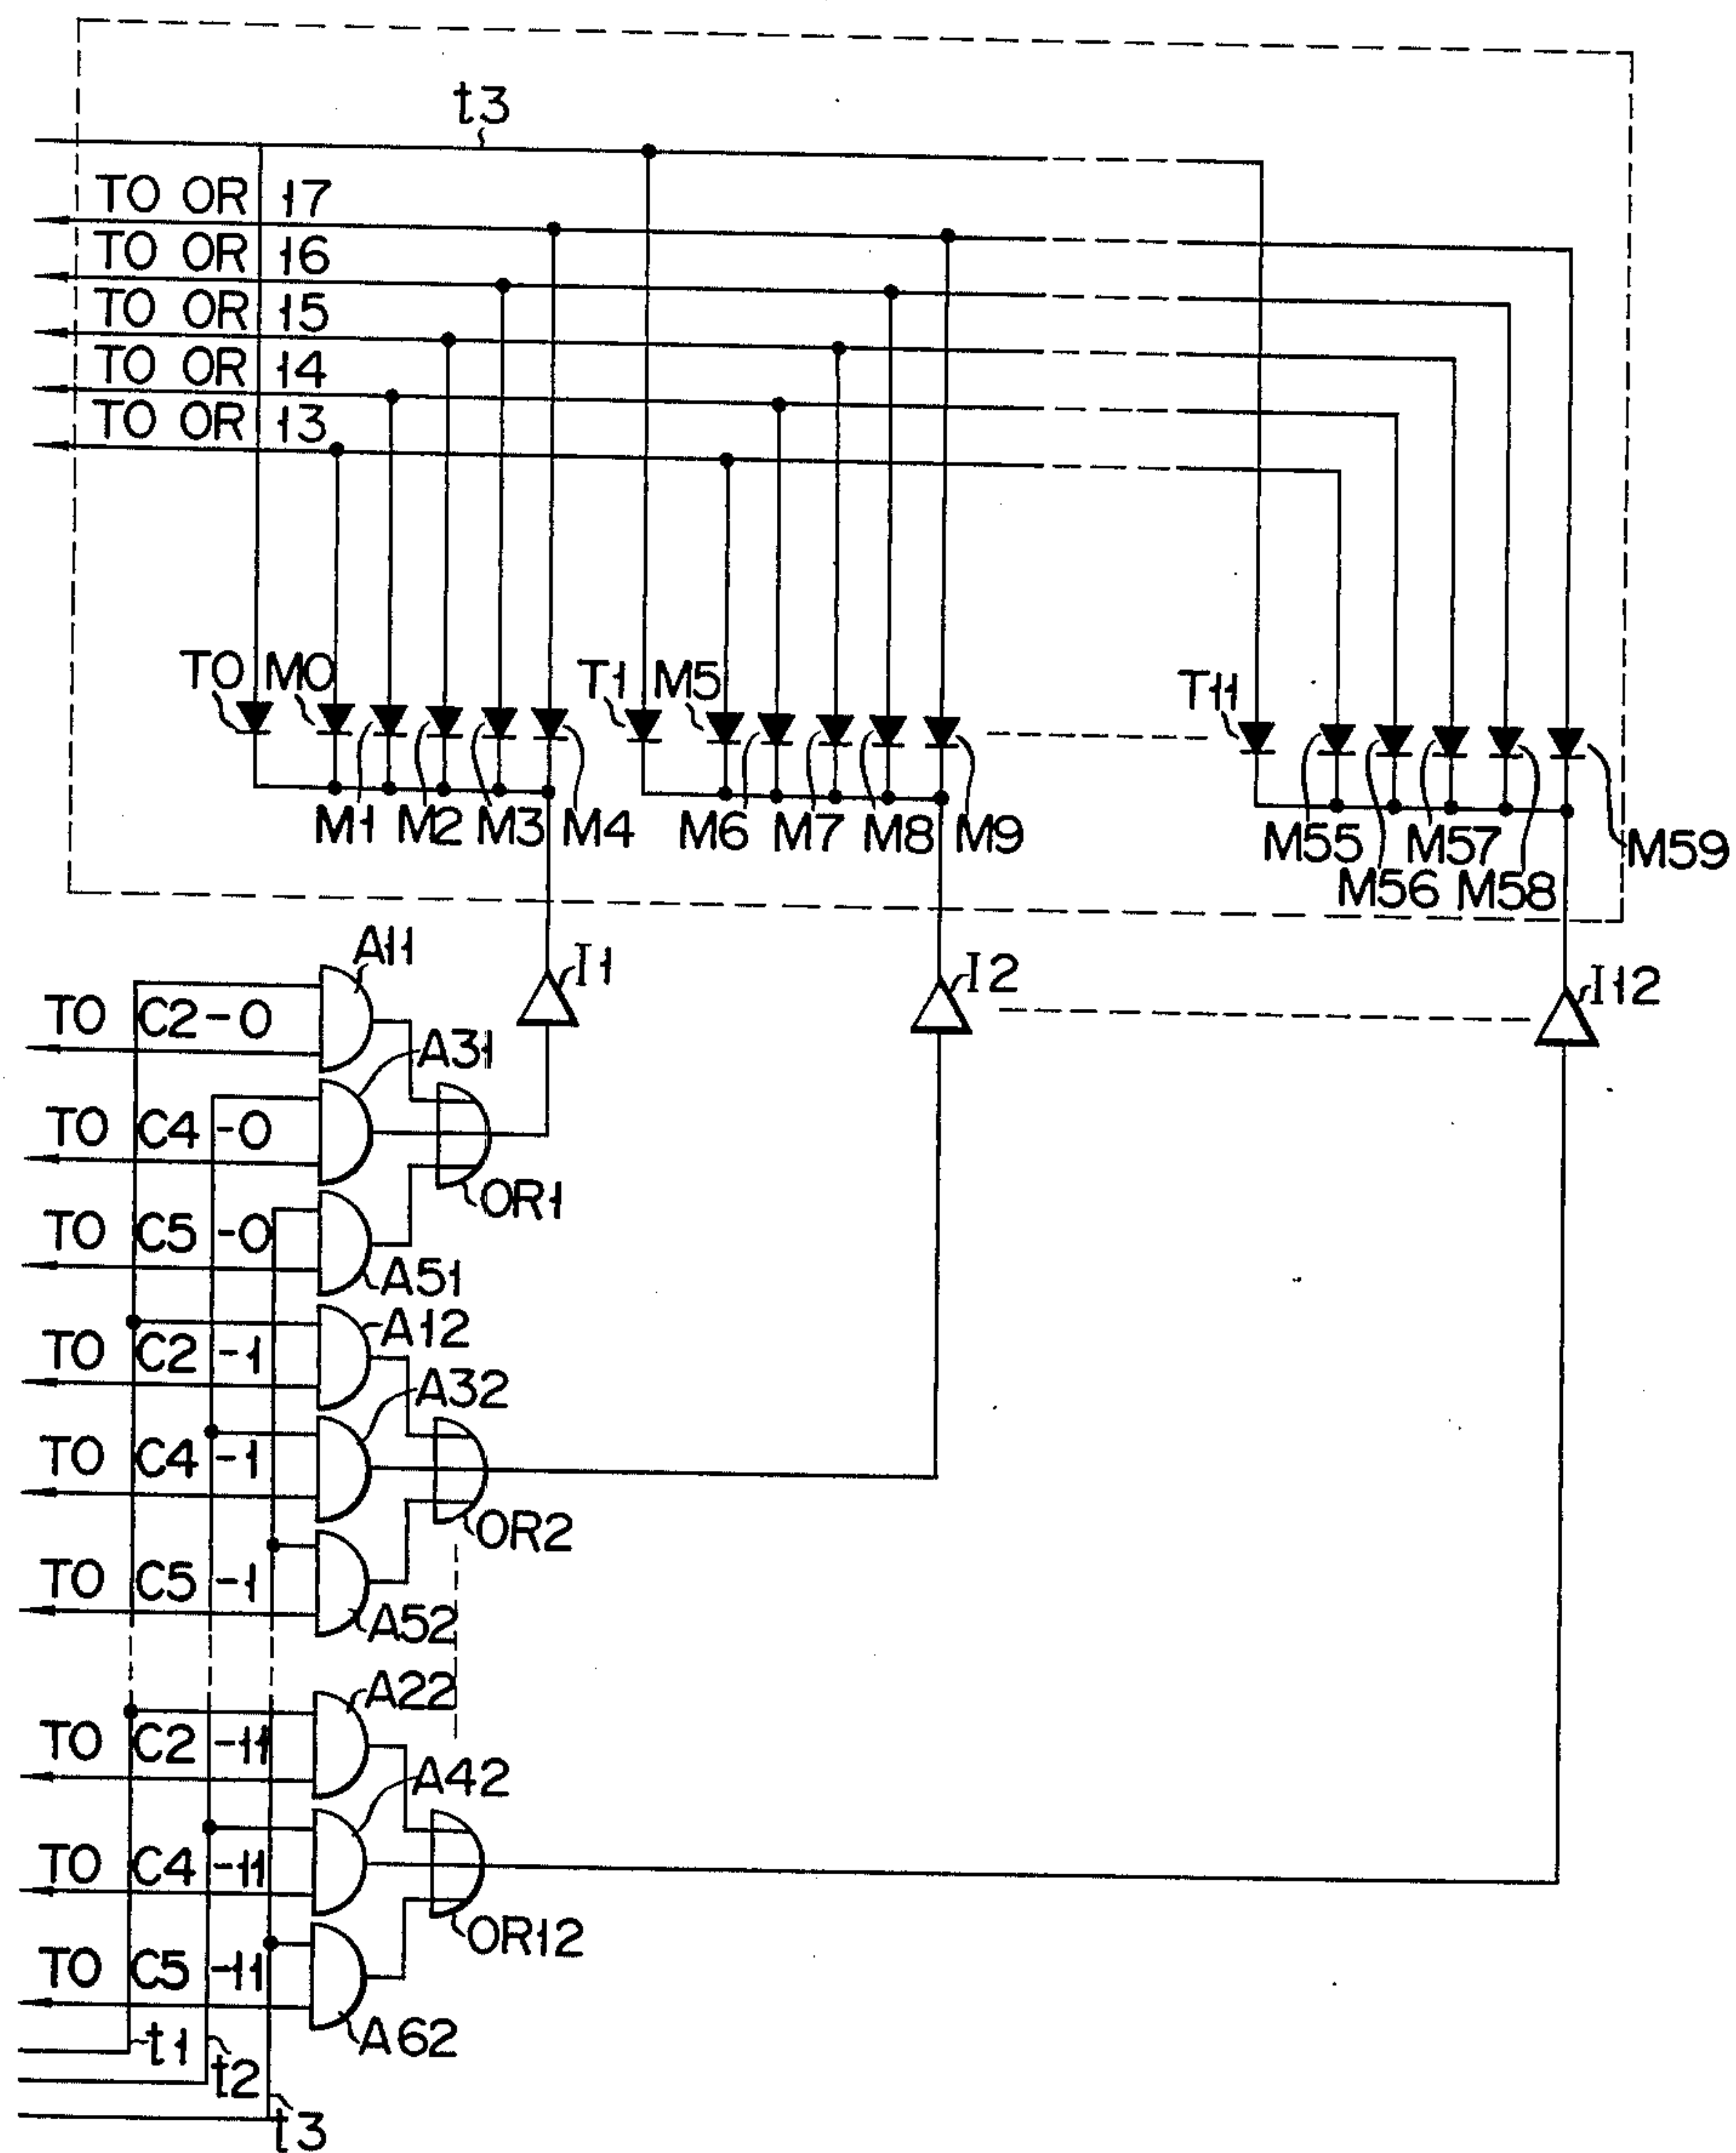 t3
TO OR 17
TO OR 16
TO OR 15
TO OR 14
TO OR 13
T0 M0 T1 M5 T11
M1 M2 M3 M4 M6 M7 M8 M9 M55 M57 M59
M56 M58
A11 I1 I2 I12
TO C2-0
A31
TO C4-0
OR1
TO C5-0
A51
A12
TO C2-1
A32
TO C4-1
OR2
TO C5-1
A52
A22
TO C2-11
A42
TO C4-11
OR12
TO C5-11
A62
t1
t2
t3